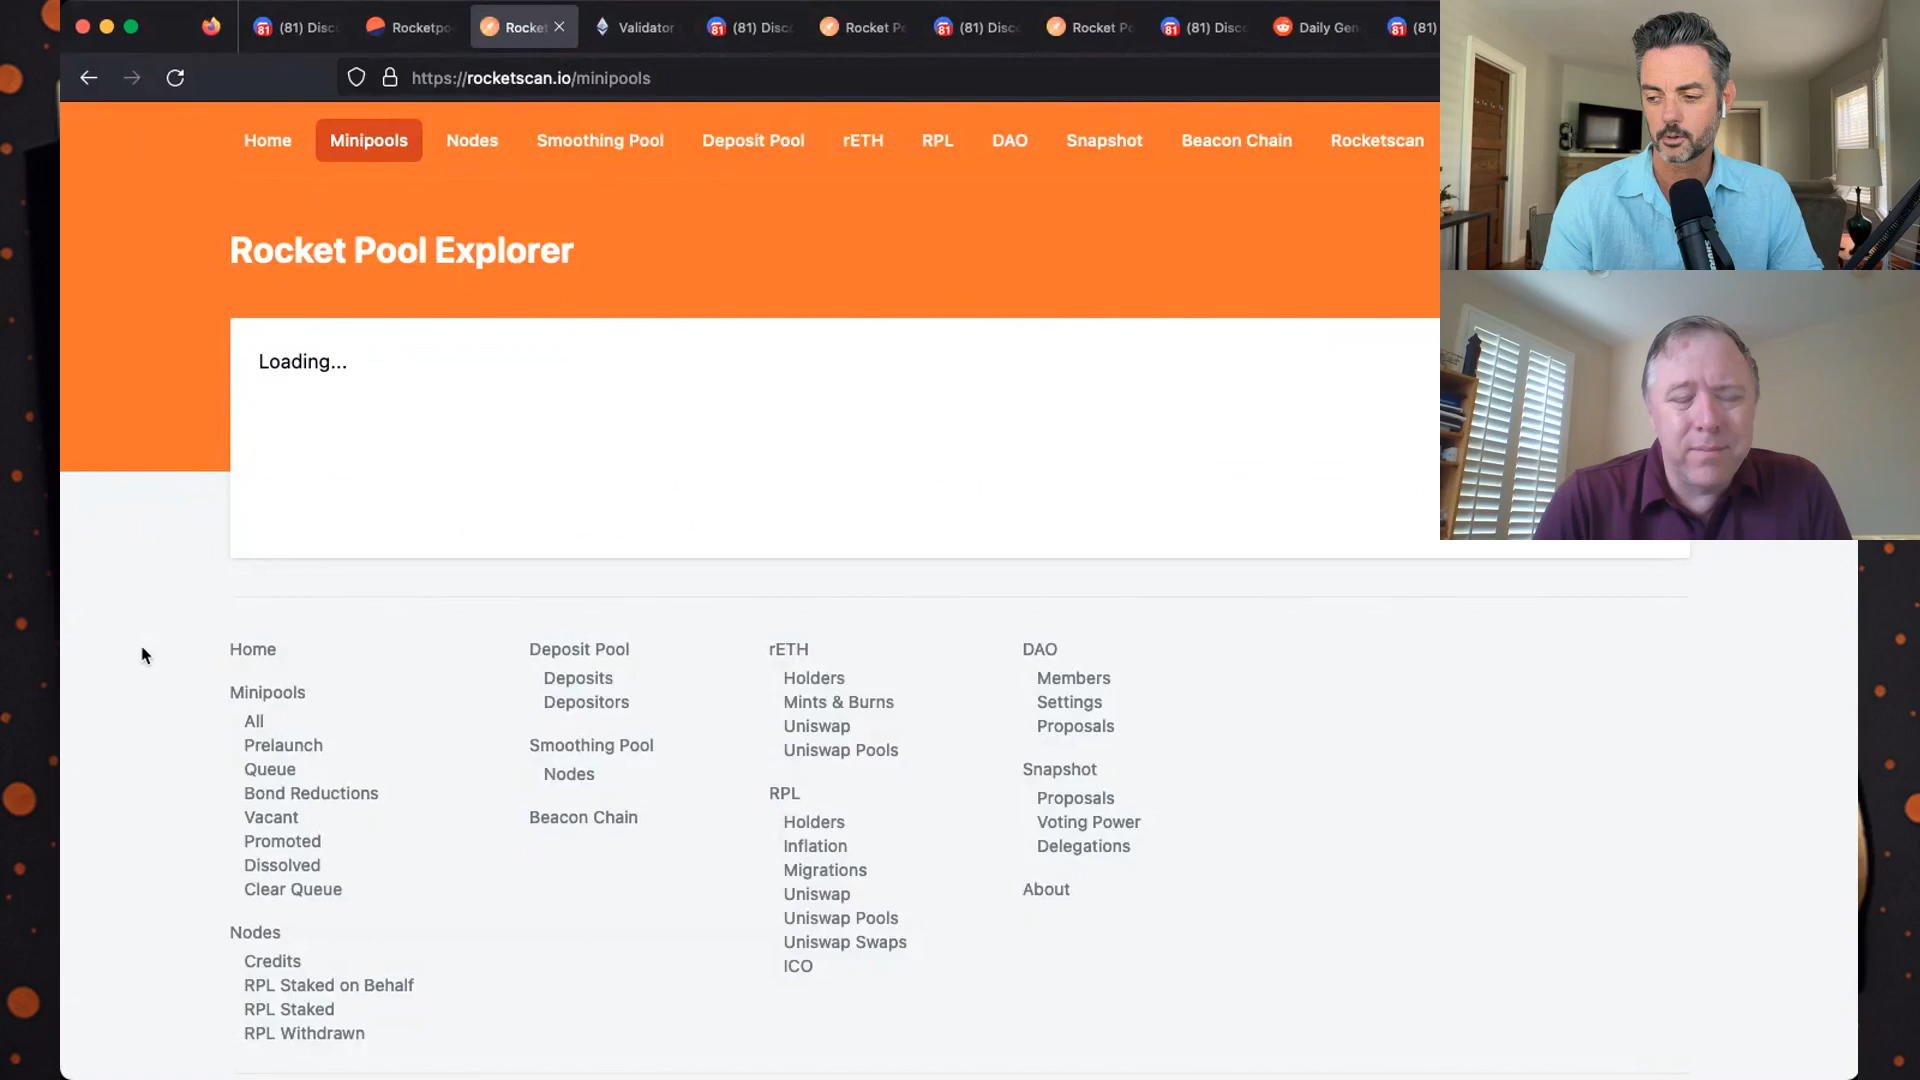 (81) Disc
Rocketpo
Rocket
Validator
(81) Disc
Rocket Po
(81) Disc
Rocket Po
(81) Disc
Daily Gen
(81)
https://rocketscan.io/minipools
Home
Minipools
Nodes
Smoothing Pool
Deposit Pool
rETH
RPL
DAO
Snapshot
Beacon Chain
Rocketscan
Rocket Pool Explorer
Loading...
Home
Minipools
All
Prelaunch
Queue
Bond Reductions
Vacant
Promoted
Dissolved
Clear Queue
Nodes
Credits
RPL Staked on Behalf
RPL Staked
RPL Withdrawn
Deposit Pool
Deposits
Depositors
Smoothing Pool
Nodes
Beacon Chain
rETH
Holders
Mints & Burns
Uniswap
Uniswap Pools
RPL
Holders
Inflation
Migrations
Uniswap
Uniswap Pools
Uniswap Swaps
ICO
DAO
Members
Settings
Proposals
Snapshot
Proposals
Voting Power
Delegations
About